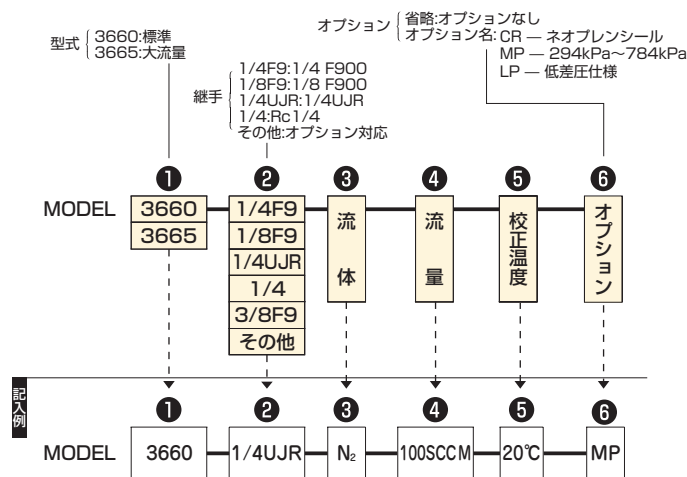 型式
3660:標準
3665:大流量
継手
1/4F9:1/4 F900
1/8F9:1/8 F900
1/4UJR:1/4UJR
1/4:Rc1/4
その他:オプション対応
オプション
省略:オプションなし
オプション名:CR ― ネオプレンシール
MP ― 294kPa~784kPa
LP ― 低差圧仕様
❶ ❷ ❸ ❹ ❺ ❻
MODEL 3660 1/4F9 流体 流量 校正温度 オプション
3665 1/8F9
1/4UJR
1/4
3/8F9
その他
記入例
❶ ❷ ❸ ❹ ❺ ❻
MODEL 3660 1/4UJR N₂ 100SCCM 20℃ MP